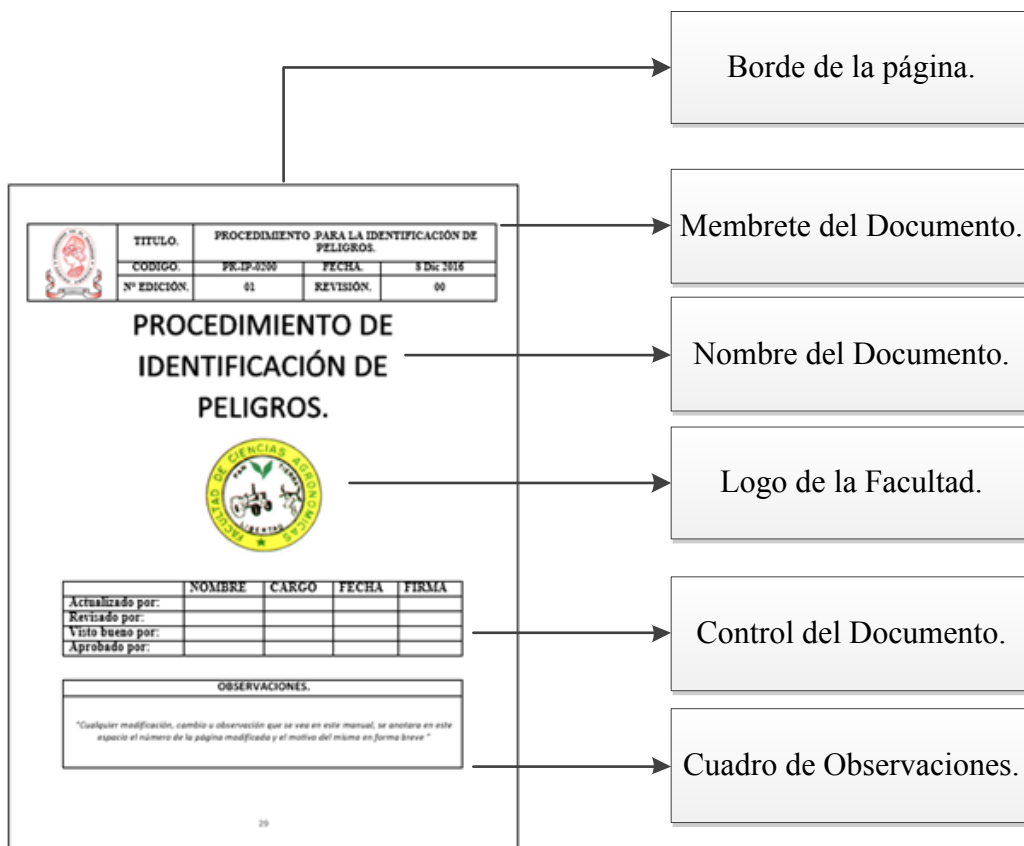 Borde de la página.
Membrete del Documento.
TITULO. PROCEDIMIENTO .PARA LA IDENTIFICACIÓN DE
PELIGROS.
CODIGO. PR-IP-0200 FECHA. 8 Dic 2016
Nº EDICIÓN. 01 REVISIÓN. 00
PROCEDIMIENTO DE
IDENTIFICACIÓN DE
PELIGROS.
Nombre del Documento.
FACULTAD DE CIENCIAS AGRONOMICAS
PAN TIERRA
LIBERTAD
Logo de la Facultad.
NOMBRE CARGO FECHA FIRMA
Actualizado por:
Revisado por:
Visto bueno por:
Aprobado por:
Control del Documento.
OBSERVACIONES.
"Cualquier modificación, cambio u observación que se vea en este manual, se anotara en este
espacio el número de la página modificada y el motivo del misma en forma breve "
Cuadro de Observaciones.
29